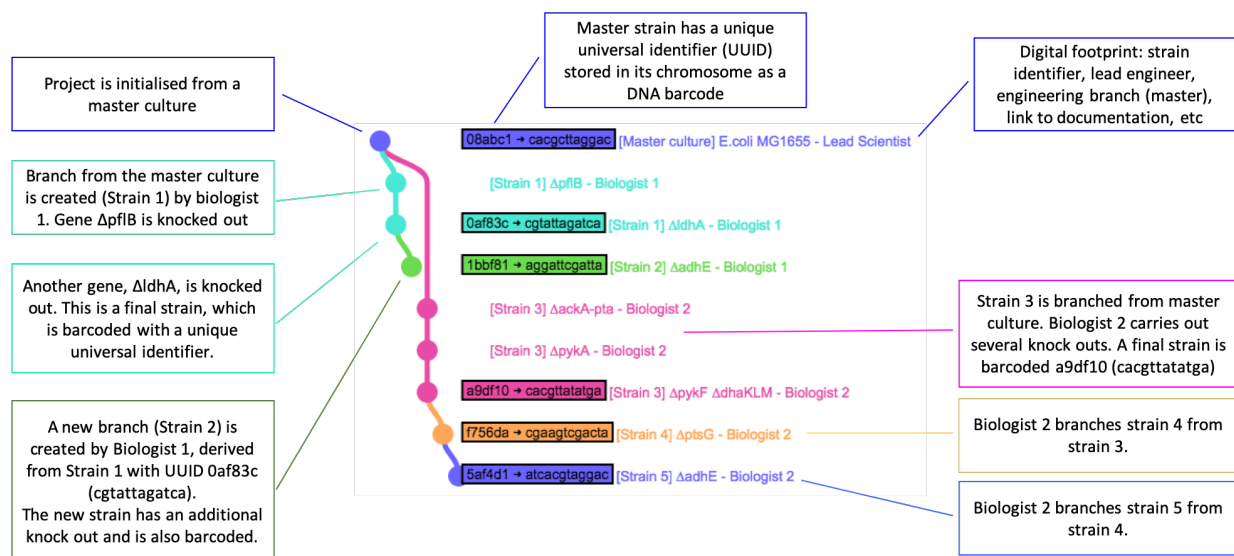 Master strain has a unique
universal identifier (UUID)
stored in its chromosome as a
DNA barcode
Project is initialised from a
master culture
Digital footprint: strain
identifier, lead engineer,
engineering branch (master),
link to documentation, etc
08abc1 → cacgcttaggac [Master culture] E.coli MG1655 - Lead Scientist
Branch from the master culture
is created (Strain 1) by biologist
1. Gene ΔpflB is knocked out
[Strain 1] ΔpflB - Biologist 1
0af83c → cgtattagatca [Strain 1] ΔldhA - Biologist 1
1bbf81 → aggattcgatta [Strain 2] ΔadhE - Biologist 1
Another gene, ΔldhA, is knocked
out. This is a final strain, which
is barcoded with a unique
universal identifier.
[Strain 3] ΔackA-pta - Biologist 2
[Strain 3] ΔpykA - Biologist 2
Strain 3 is branched from master
culture. Biologist 2 carries out
several knock outs. A final strain is
barcoded a9df10 (cacgttatatga)
a9df10 → cacgttatatga [Strain 3] ΔpykF ΔdhaKLM - Biologist 2
A new branch (Strain 2) is
created by Biologist 1, derived
from Strain 1 with UUID 0af83c
(cgtattagatca).
The new strain has an additional
knock out and is also barcoded.
f756da → cgaagtcgacta [Strain 4] ΔptsG - Biologist 2
Biologist 2 branches strain 4 from
strain 3.
5af4d1 → atcacgtaggac [Strain 5] ΔadhE - Biologist 2
Biologist 2 branches strain 5 from
strain 4.